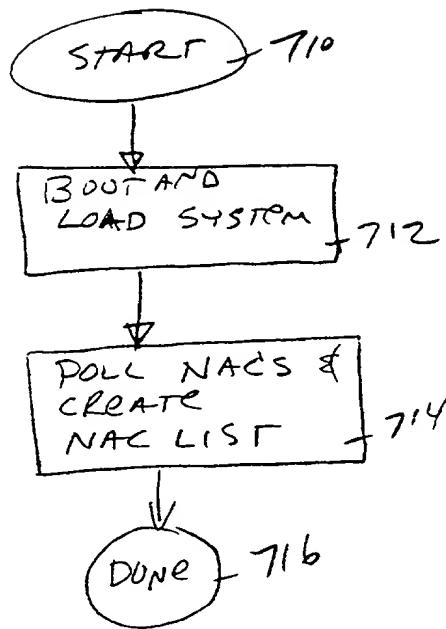 START 710
BOOT AND
LOAD SYSTEM
712
POLL NACS &
CREATE
NAC LIST
714
DONE 716